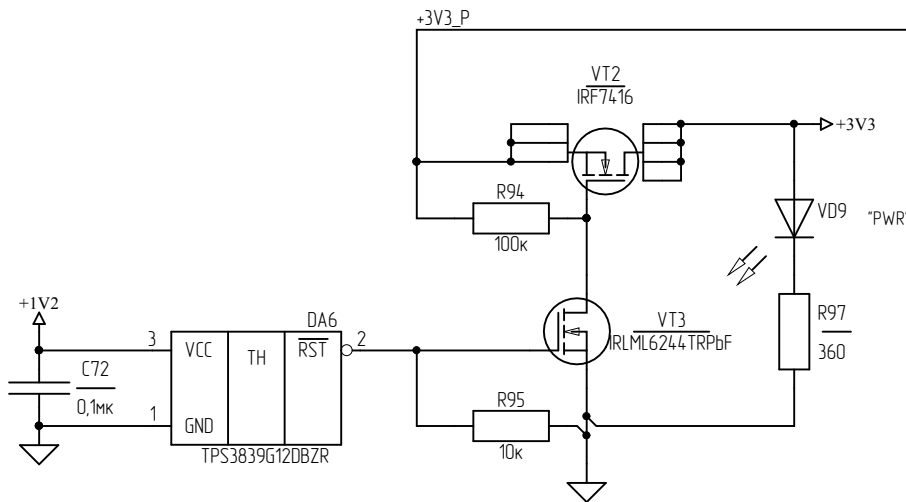 +3V3_P
VT2
IRF7416
+3V3
R94
100к
VD9
"PWR"
+1V2
DA6
VT3
IRLML6244TRPbF
R97
360
3
VCC
TH
RST
2
C72
0,1мк
R95
10к
1
GND
TPS3839G12DBZR